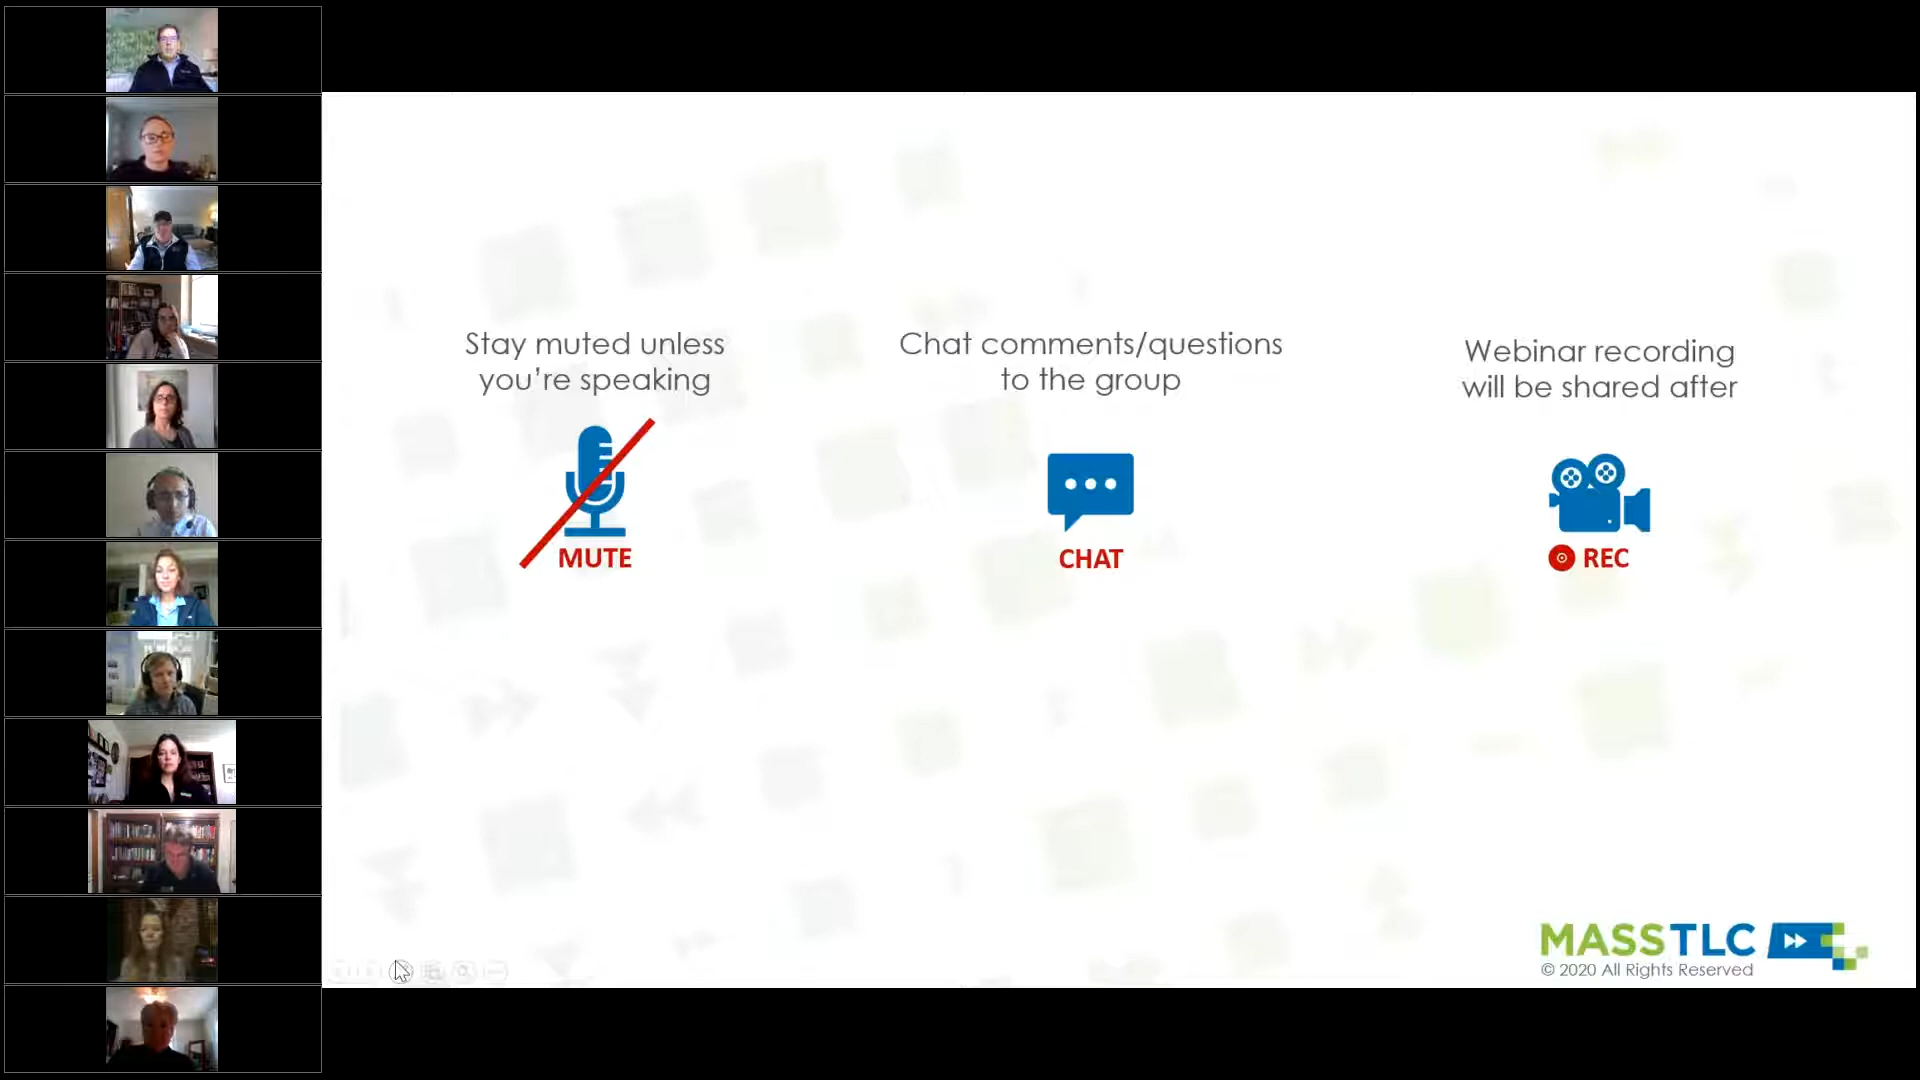 Stay muted unless
you're speaking
MUTE
Chat comments/questions
to the group
CHAT
Webinar recording
will be shared after
REC
MASSTLC
© 2020 All Rights Reserved